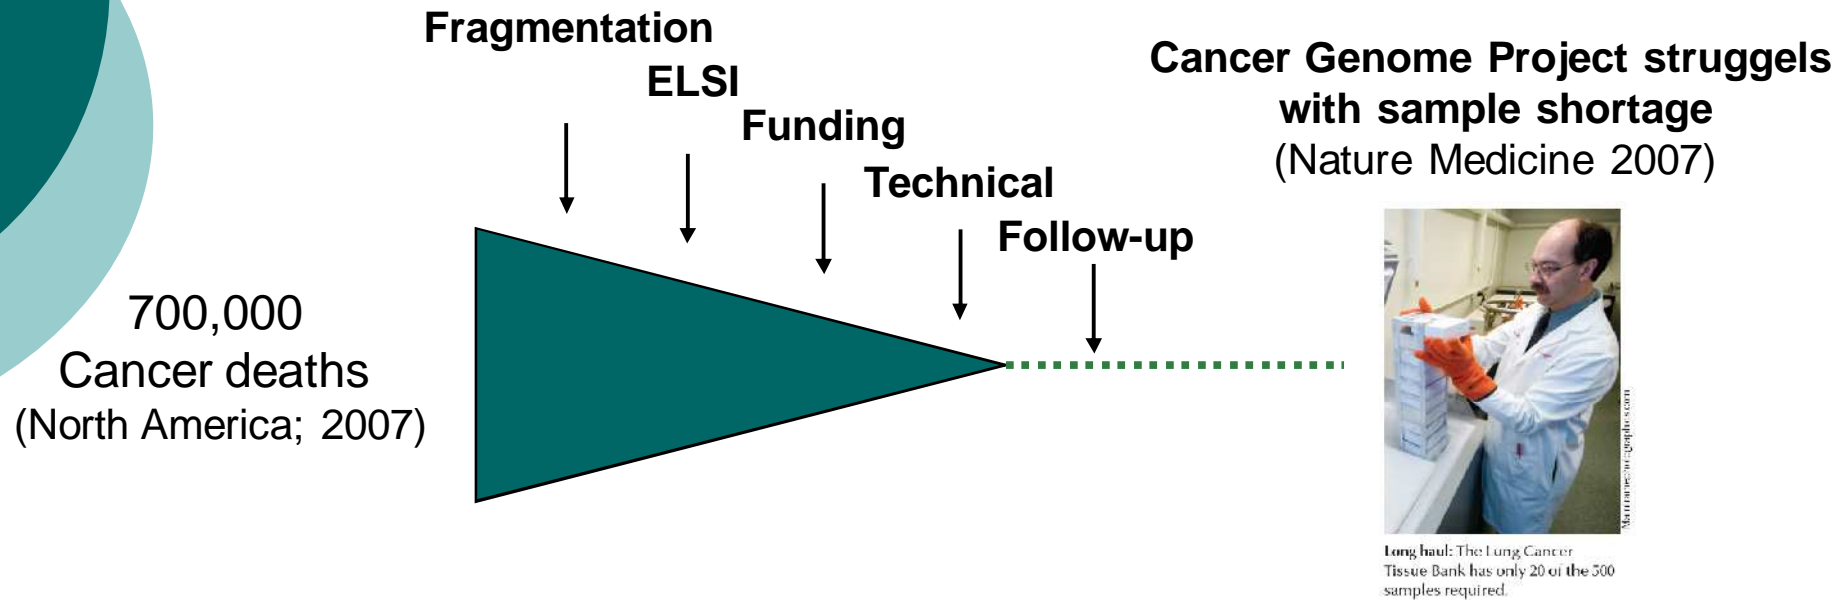 Fragmentation
ELSI
Funding
Technical
Follow-up
Cancer Genome Project struggels
with sample shortage
(Nature Medicine 2007)
700,000
Cancer deaths
(North America; 2007)
Long haul: The Lung Cancer
Tissue Bank has only 20 of the 500
samples required.